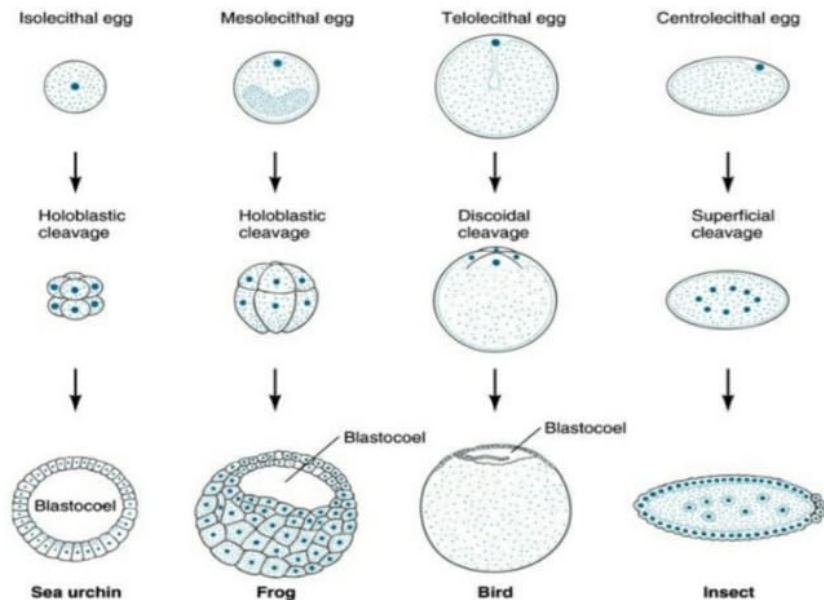 Isolecithal egg
Mesolecithal egg
Telolecithal egg
Centrolecithal egg
Holoblastic
cleavage
Holoblastic
cleavage
Discoidal
cleavage
Superficial
cleavage
Blastocoel
Blastocoel
Blastocoel
Sea urchin
Frog
Bird
Insect